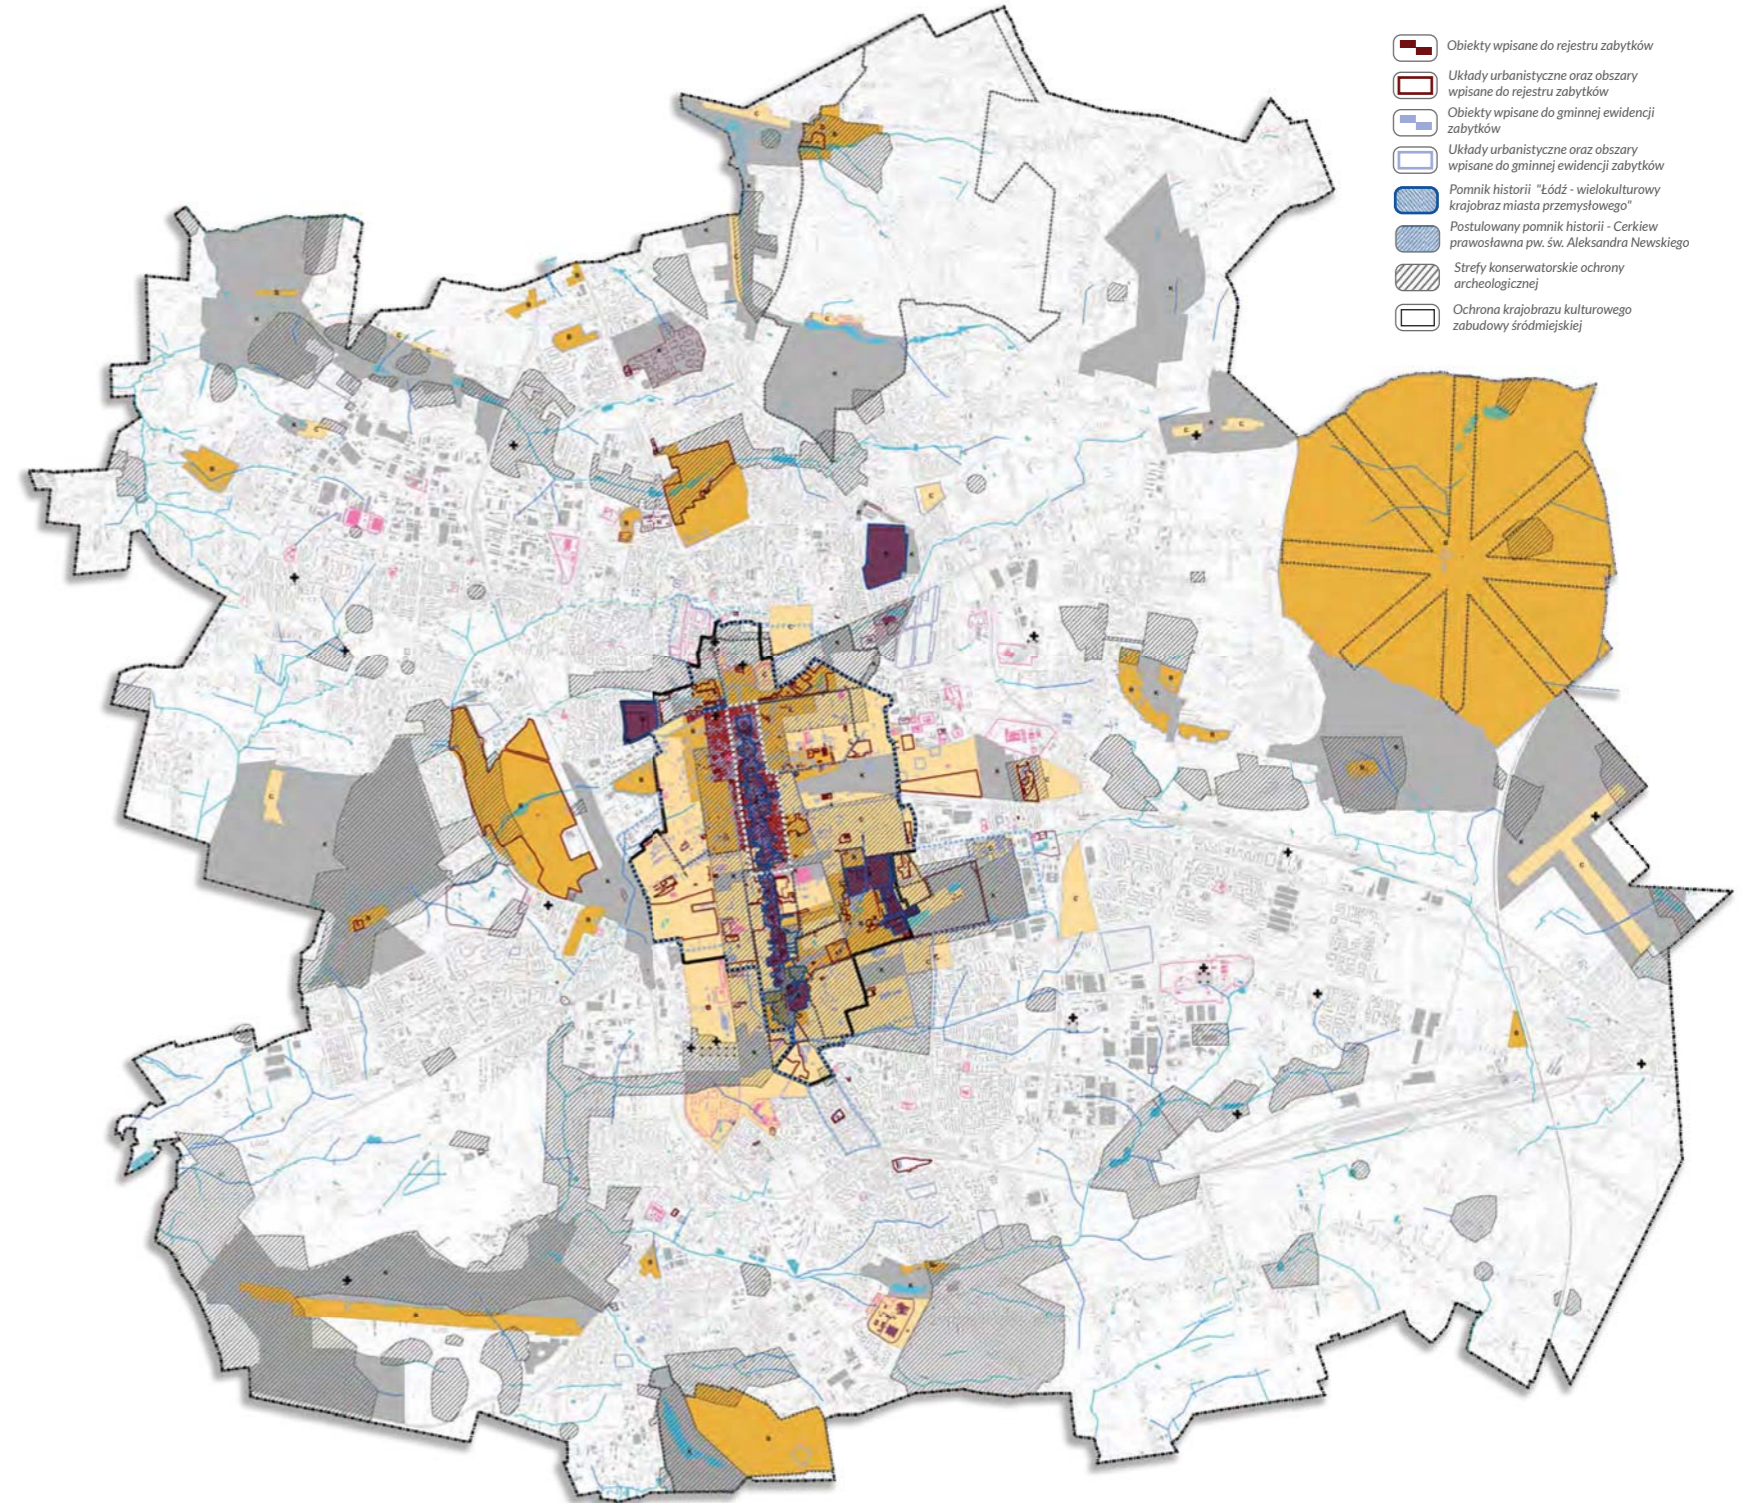 Obiekty wpisane do rejestru zabytków
Układy urbanistyczne oraz obszary
wpisane do rejestru zabytków
Obiekty wpisane do gminnej ewidencji
zabytków
Układy urbanistyczne oraz obszary
wpisane do gminnej ewidencji zabytków
Pomnik historii "Łódź - wielokulturowy
krajobraz miasta przemysłowego"
Postulowany pomnik historii - Cerkiew
prawosławna pw. św. Aleksandra Newskiego
Strefy konserwatorskie ochrony
archeologicznej
Ochrona krajobrazu kulturowego
zabudowy śródmiejskiej